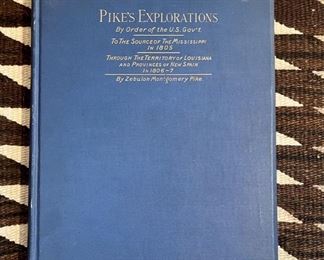 PIKE'S EXPLORATIONS
By Order of the U.S. Gov't.
TO THE SOURCE OF THE MISSISSIPPI
IN 1805
THROUGH THE TERRITORY OF LOUISIANA
AND PROVINCES OF NEW SPAIN
IN 1806-7
By Zebulon Montgomery Pike.